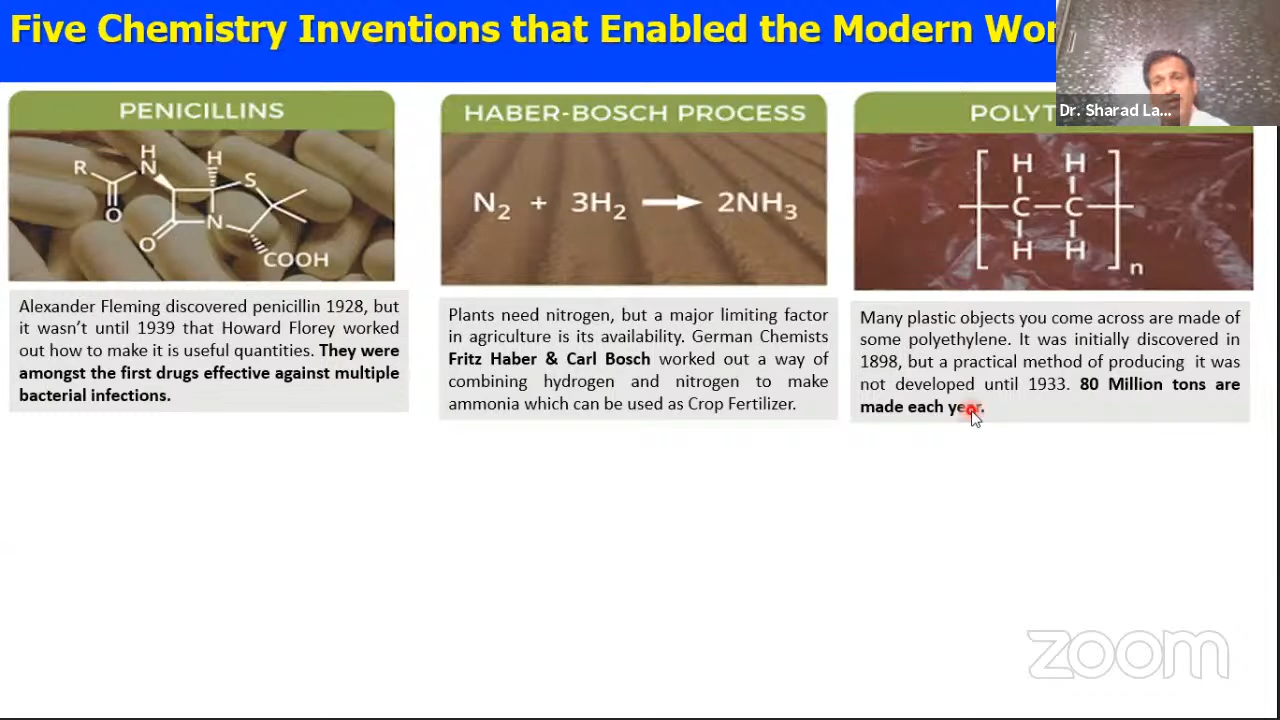 Five Chemistry Inventions that Enabled the Modern Wor
Dr. Sharad La...
PENICILLINS
R
H
N
H
S
O
N
O
COOH
Alexander Fleming discovered penicillin 1928, but
it wasn't until 1939 that Howard Florey worked
out how to make it is useful quantities. They were
amongst the first drugs effective against multiple
bacterial infections.
HABER-BOSCH PROCESS
N₂ + 3H₂ → 2NH₃
Plants need nitrogen, but a major limiting factor
in agriculture is its availability. German Chemists
Fritz Haber & Carl Bosch worked out a way of
combining hydrogen and nitrogen to make
ammonia which can be used as Crop Fertilizer.
POLYT
H H
C C
H H
n
Many plastic objects you come across are made of
some polyethylene. It was initially discovered in
1898, but a practical method of producing it was
not developed until 1933. 80 Million tons are
made each year.
zoom